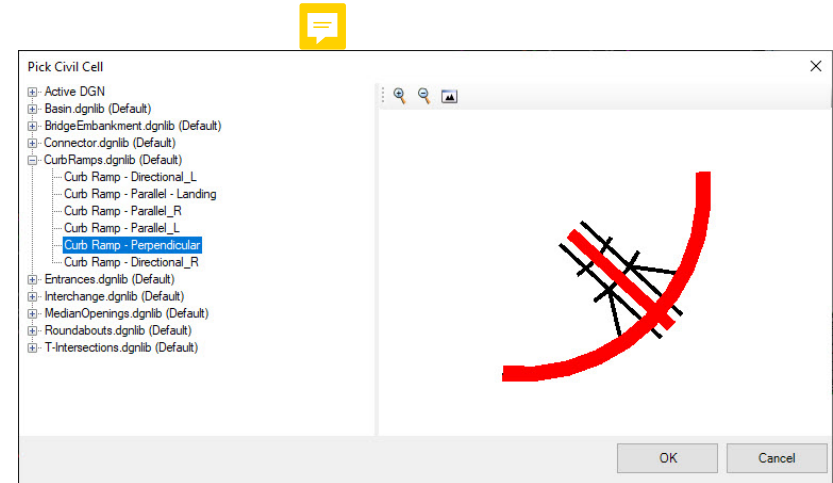 Pick Civil Cell
Active DGN
Basin.dgnlib (Default)
BridgeEmbankment.dgnlib (Default)
Connector.dgnlib (Default)
CurbRamps.dgnlib (Default)
Curb Ramp - Directional_L
Curb Ramp - Parallel - Landing
Curb Ramp - Parallel_R
Curb Ramp - Parallel_L
Curb Ramp - Perpendicular
Curb Ramp - Directional_R
Entrances.dgnlib (Default)
Interchange.dgnlib (Default)
MedianOpenings.dgnlib (Default)
Roundabouts.dgnlib (Default)
T-Intersections.dgnlib (Default)
OK Cancel